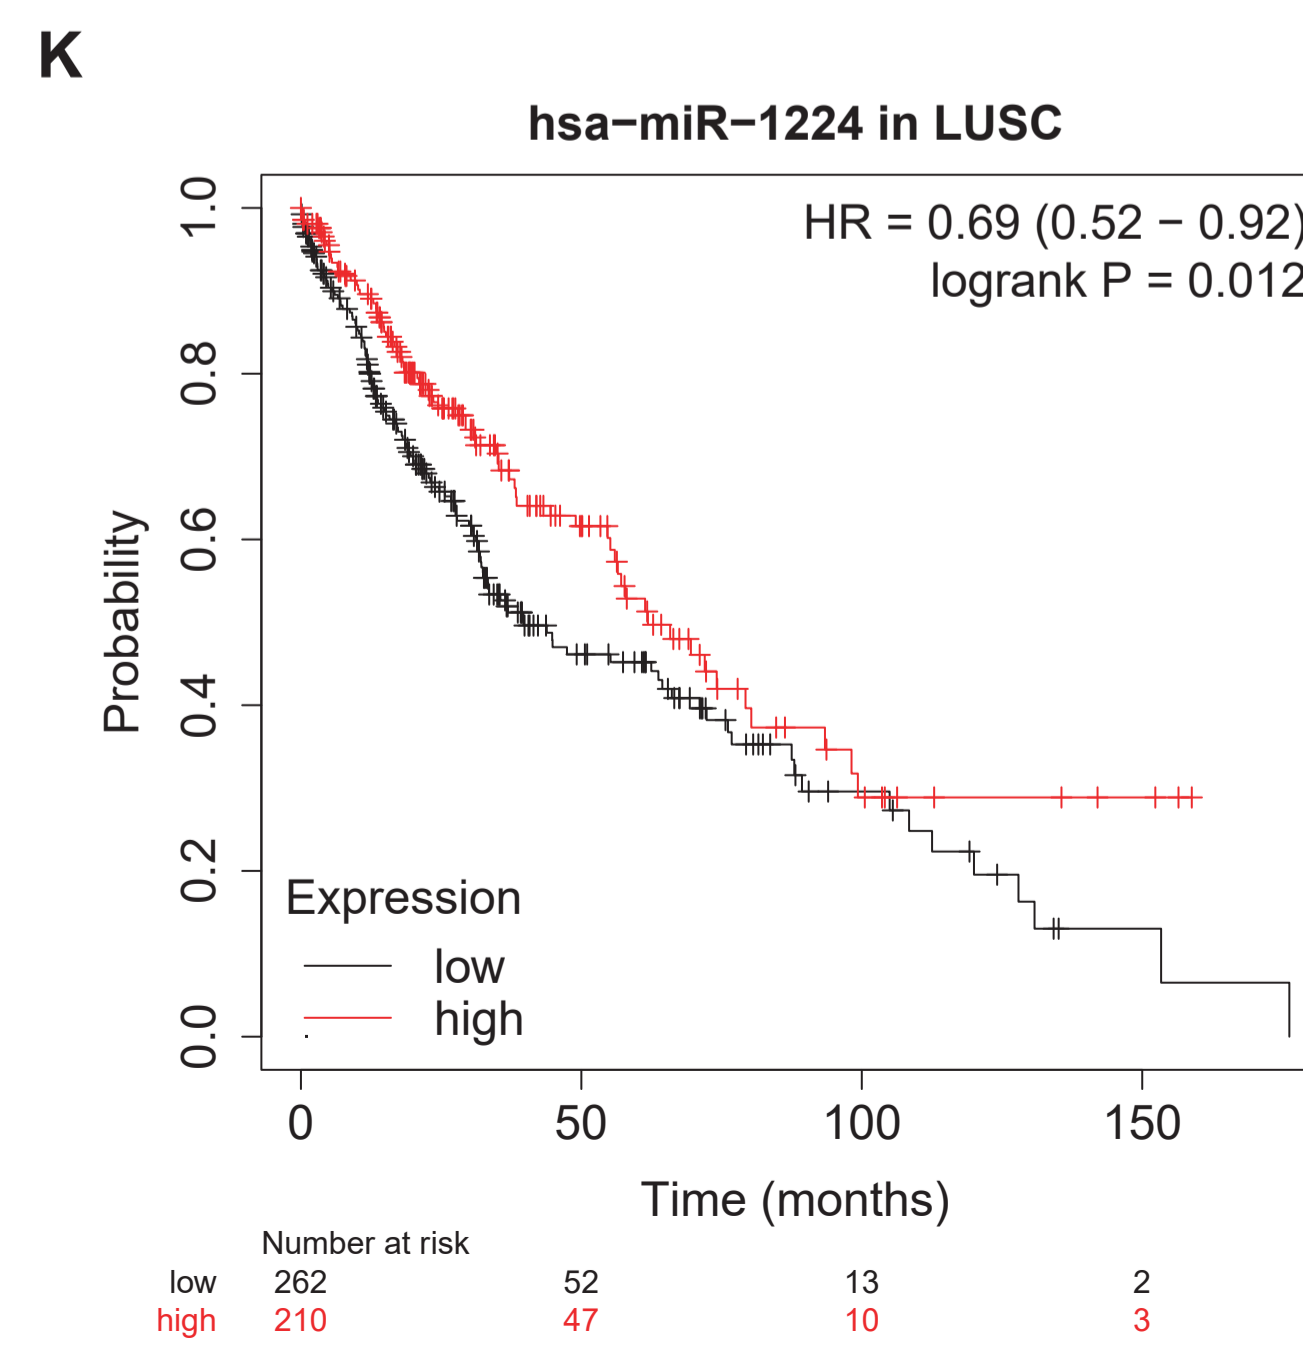 K
hsa−miR−1224 in LUSC
HR = 0.69 (0.52 − 0.92)
logrank P = 0.012
1.0
0.8
0.6
0.4
0.2
0.0
Probability
Expression
low
high
0 50 100 150
Time (months)
Number at risk
low 262 52 13 2
high 210 47 10 3